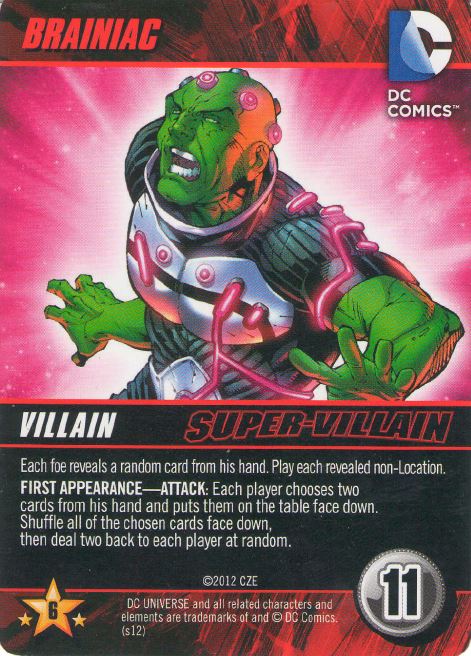 BRAINIAC
DC
COMICS™
VILLAIN
SUPER-VILLAIN
Each foe reveals a random card from his hand. Play each revealed non-Location.
FIRST APPEARANCE—ATTACK: Each player chooses two
cards from his hand and puts them on the table face down.
Shuffle all of the chosen cards face down,
then deal two back to each player at random.
©2012 CZE
6
DC UNIVERSE and all related characters and
elements are trademarks of and © DC Comics.
(s12)
11